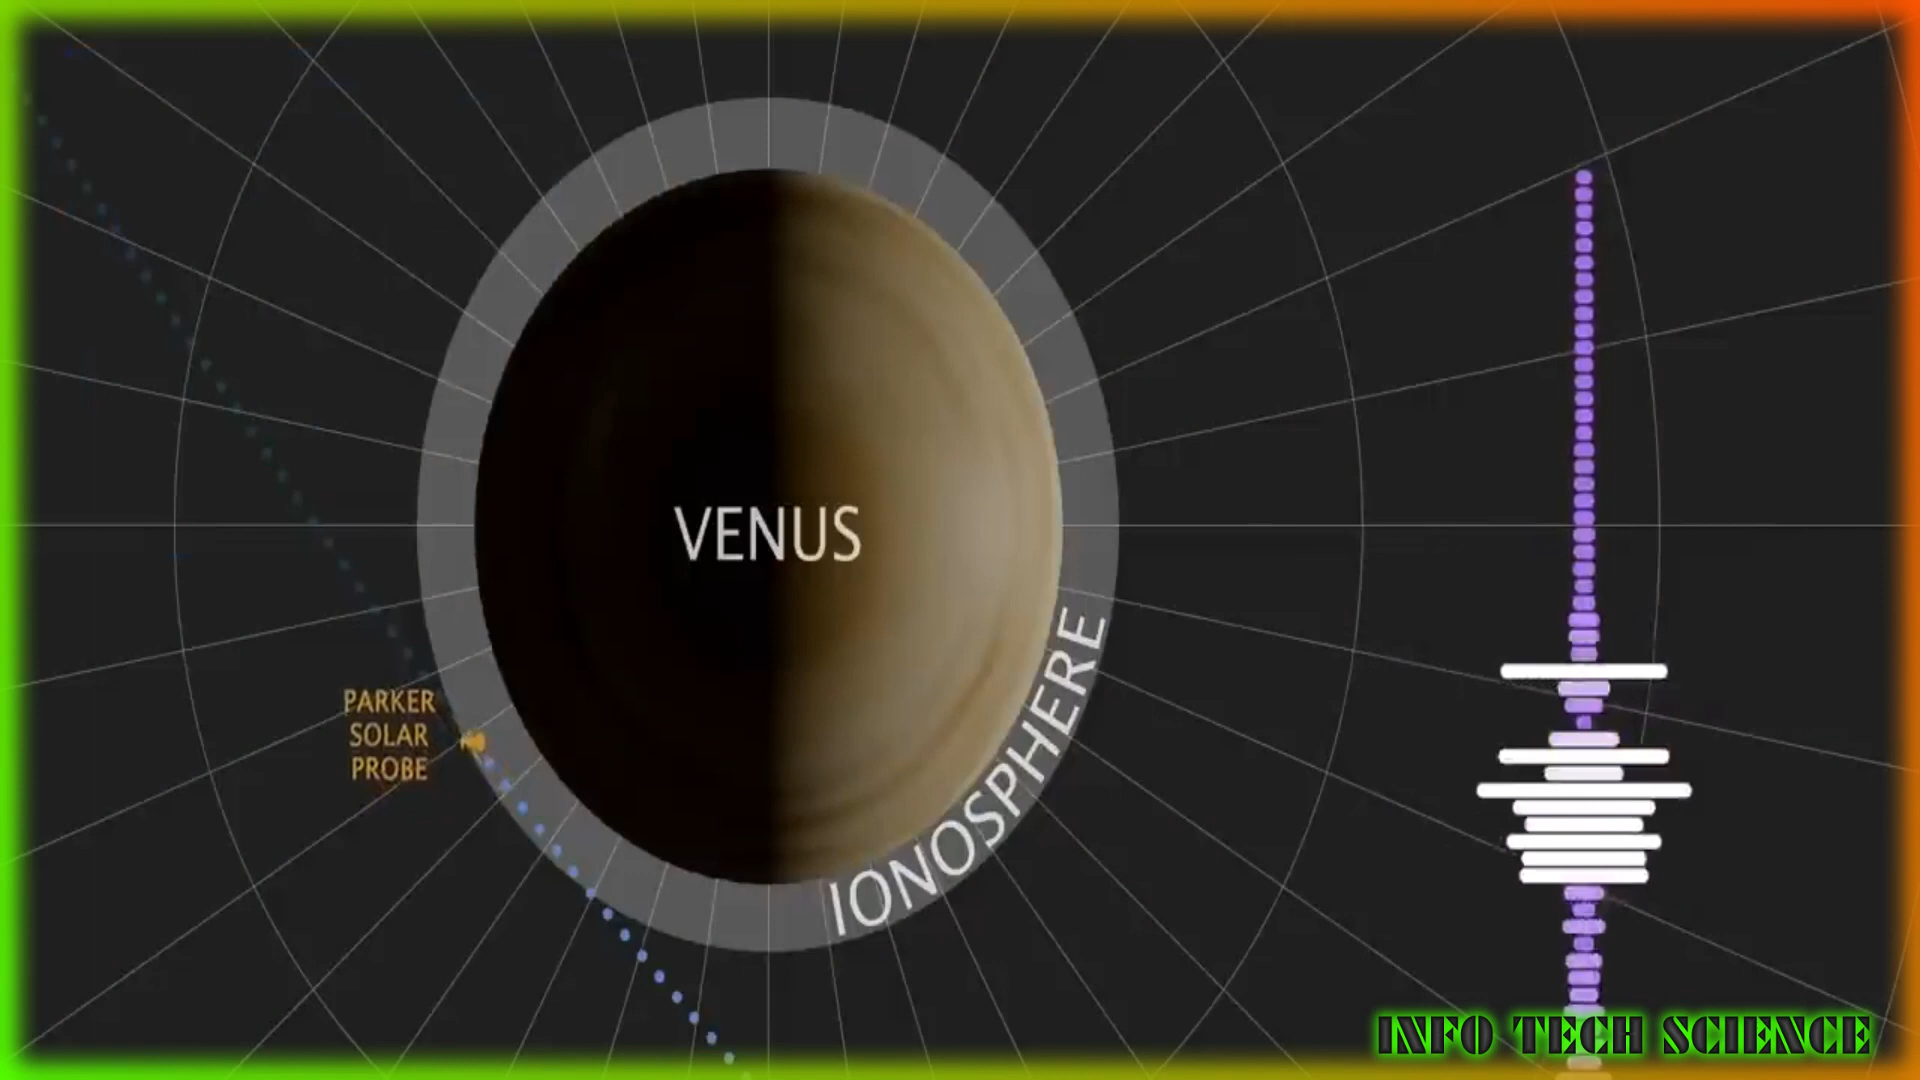 VENUS
PARKER
SOLAR
PROBE
IONOSPHERE
INFO TECH SCIENCE